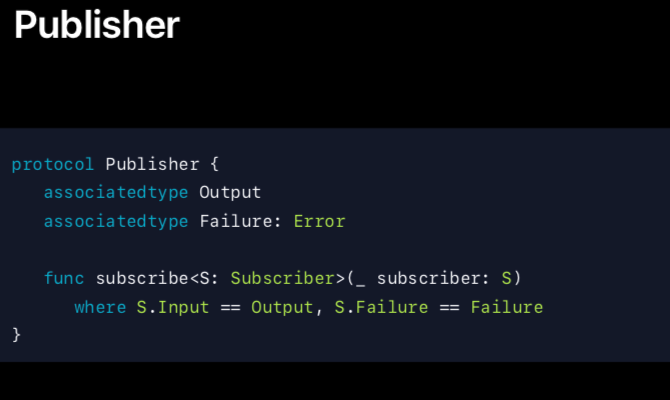 Publisher
protocol Publisher {
associatedtype Output
associatedtype Failure: Error
func subscribe<S: Subscriber>(_ subscriber: S)
where S.Input == Output, S.Failure == Failure
}